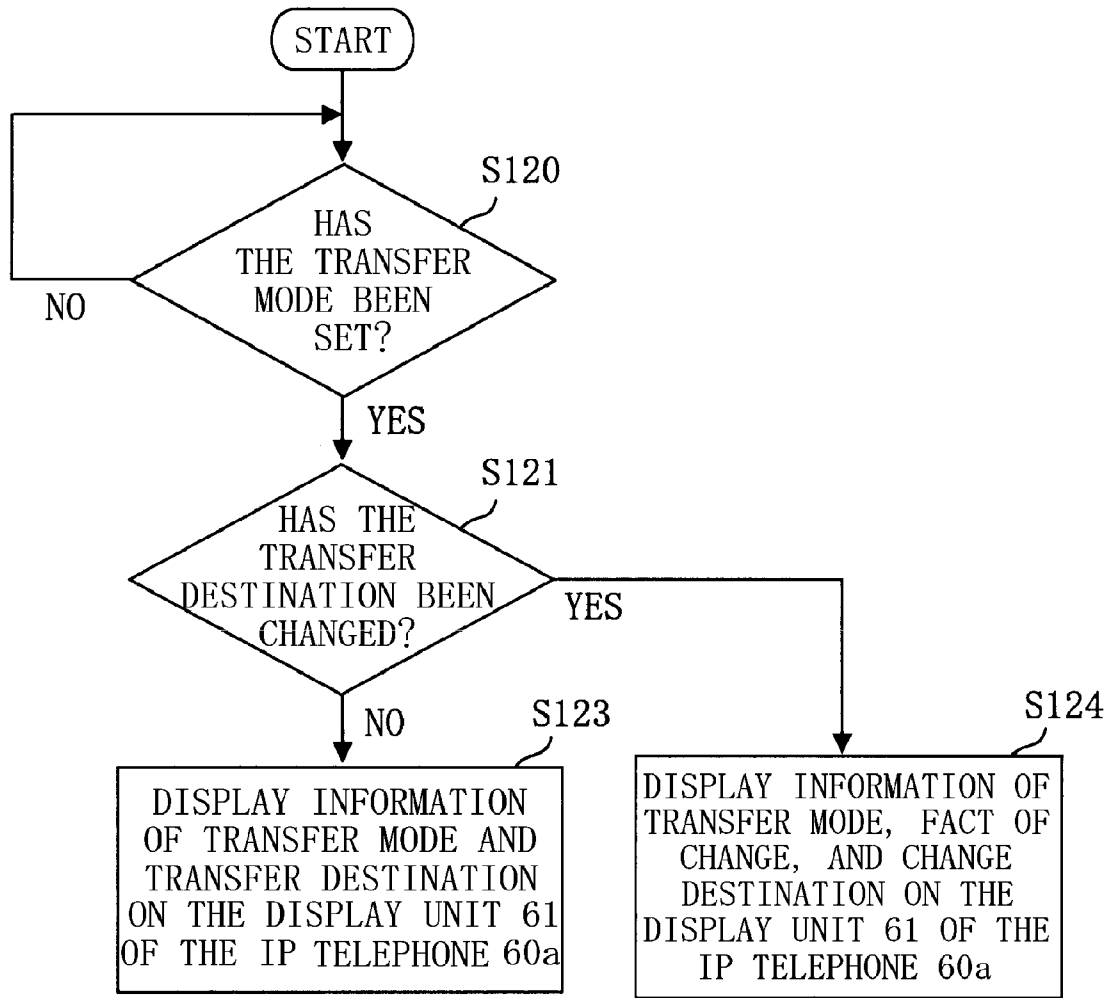 START
S120
HAS
THE TRANSFER
MODE BEEN
SET?
NO
YES
S121
HAS THE
TRANSFER
DESTINATION BEEN
CHANGED?
YES
NO
S123
DISPLAY INFORMATION
OF TRANSFER MODE AND
TRANSFER DESTINATION
ON THE DISPLAY UNIT 61
OF THE IP TELEPHONE 60a
S124
DISPLAY INFORMATION OF
TRANSFER MODE, FACT OF
CHANGE, AND CHANGE
DESTINATION ON THE
DISPLAY UNIT 61 OF THE
IP TELEPHONE 60a